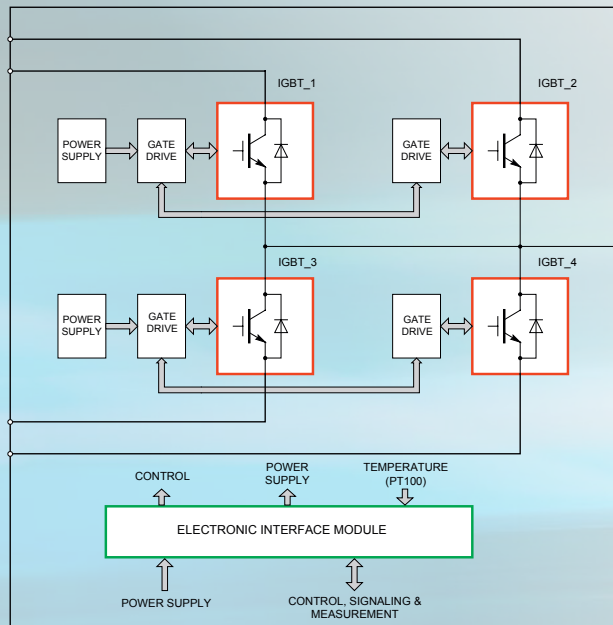 IGBT_1
IGBT_2
POWER
SUPPLY
GATE
DRIVE
GATE
DRIVE
IGBT_3
IGBT_4
POWER
SUPPLY
GATE
DRIVE
GATE
DRIVE
CONTROL
POWER
SUPPLY
TEMPERATURE
(PT100)
ELECTRONIC INTERFACE MODULE
POWER SUPPLY
CONTROL, SIGNALING &
MEASUREMENT